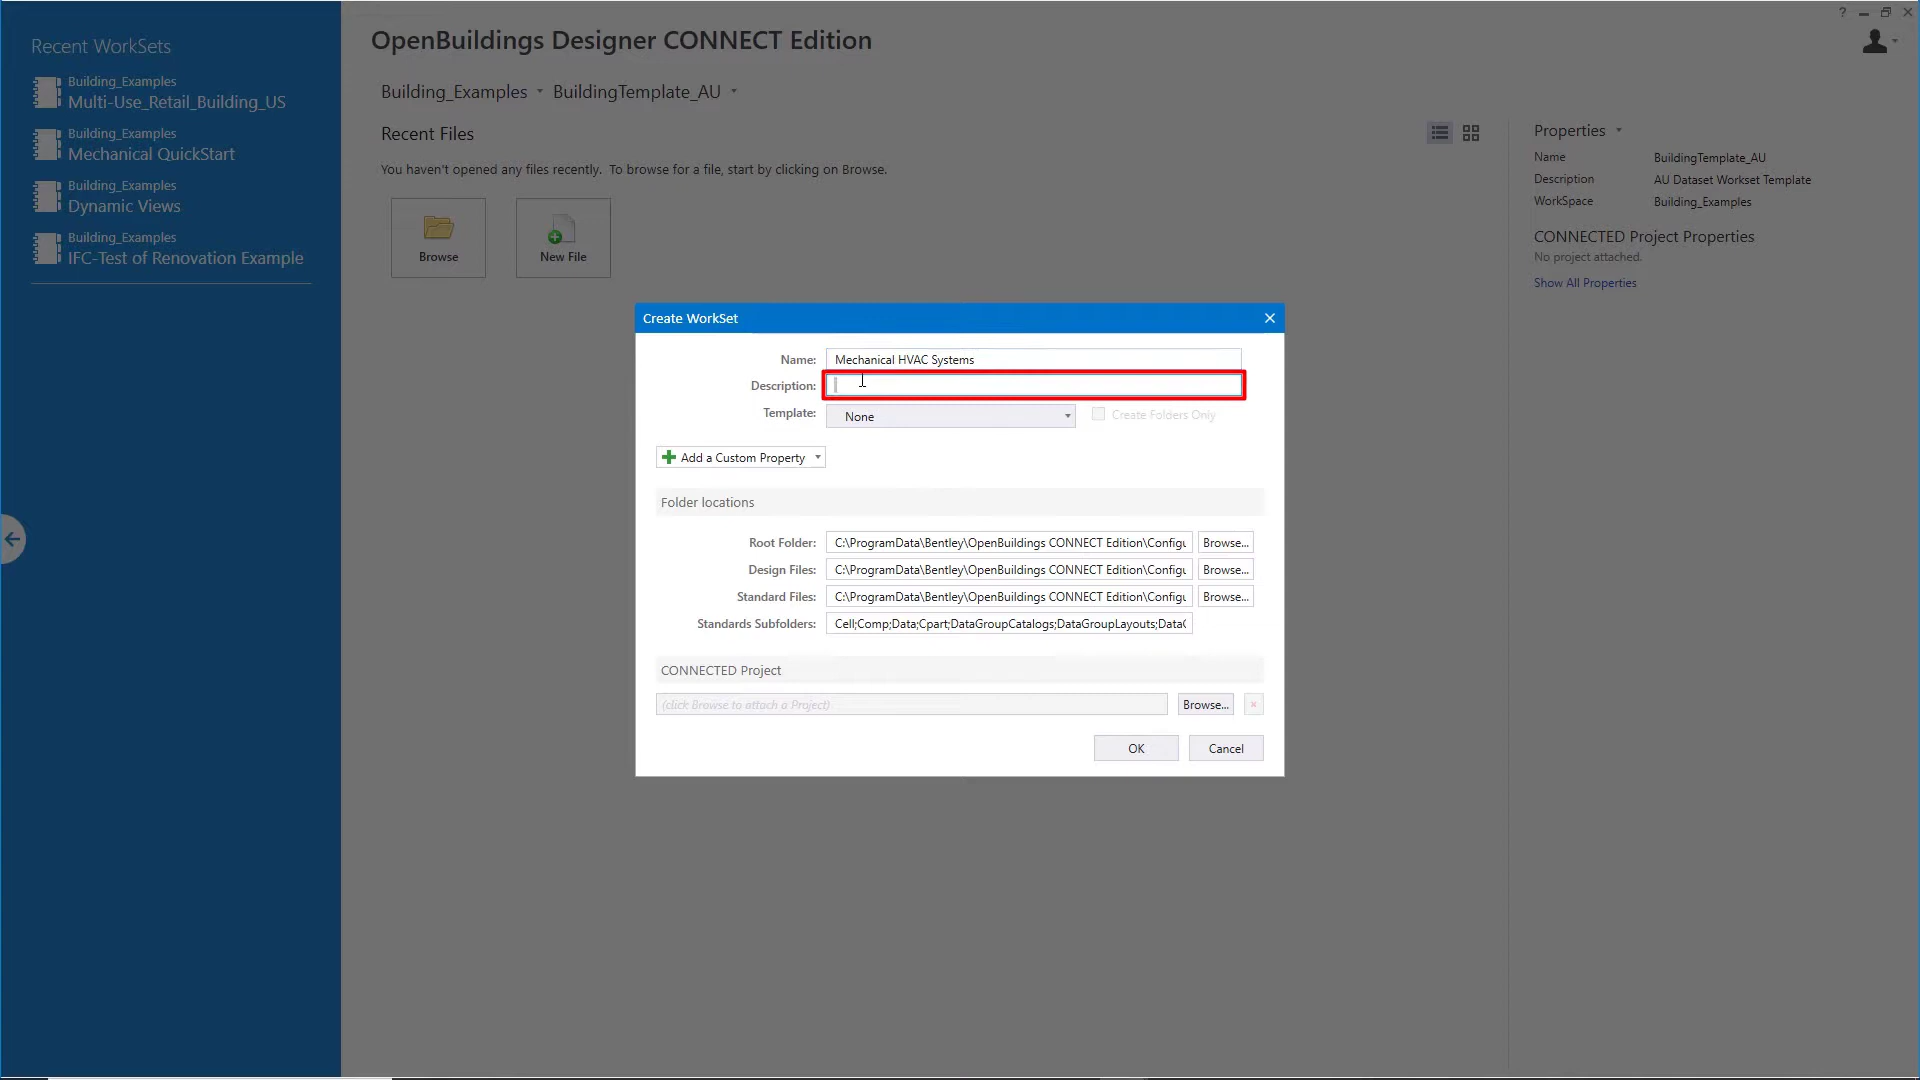 Recent WorkSets
Building_Examples
Multi-Use_Retail_Building_US
Building_Examples
Mechanical QuickStart
Building_Examples
Dynamic Views
Building_Examples
IFC-Test of Renovation Example
?
OpenBuildings Designer CONNECT Edition
Building_Examples BuildingTemplate_AU
Recent Files
You haven't opened any files recently. To browse for a file, start by clicking on Browse.
Browse
New File
Properties
Name BuildingTemplate_AU
Description AU Dataset Workset Template
WorkSpace Building_Examples
CONNECTED Project Properties
No project attached.
Show All Properties
Create WorkSet
Name: Mechanical HVAC Systems
Description:
Template: None Create Folders Only
Add a Custom Property
Folder locations
Root Folder: C:\ProgramData\Bentley\OpenBuildings CONNECT Edition\Configu Browse...
Design Files: C:\ProgramData\Bentley\OpenBuildings CONNECT Edition\Configu Browse...
Standard Files: C:\ProgramData\Bentley\OpenBuildings CONNECT Edition\Configu Browse...
Standards Subfolders: Cell;Comp;Data;Cpart;DataGroupCatalogs;DataGroupLayouts;DataG
CONNECTED Project
(click Browse to attach a Project) Browse...
OK Cancel